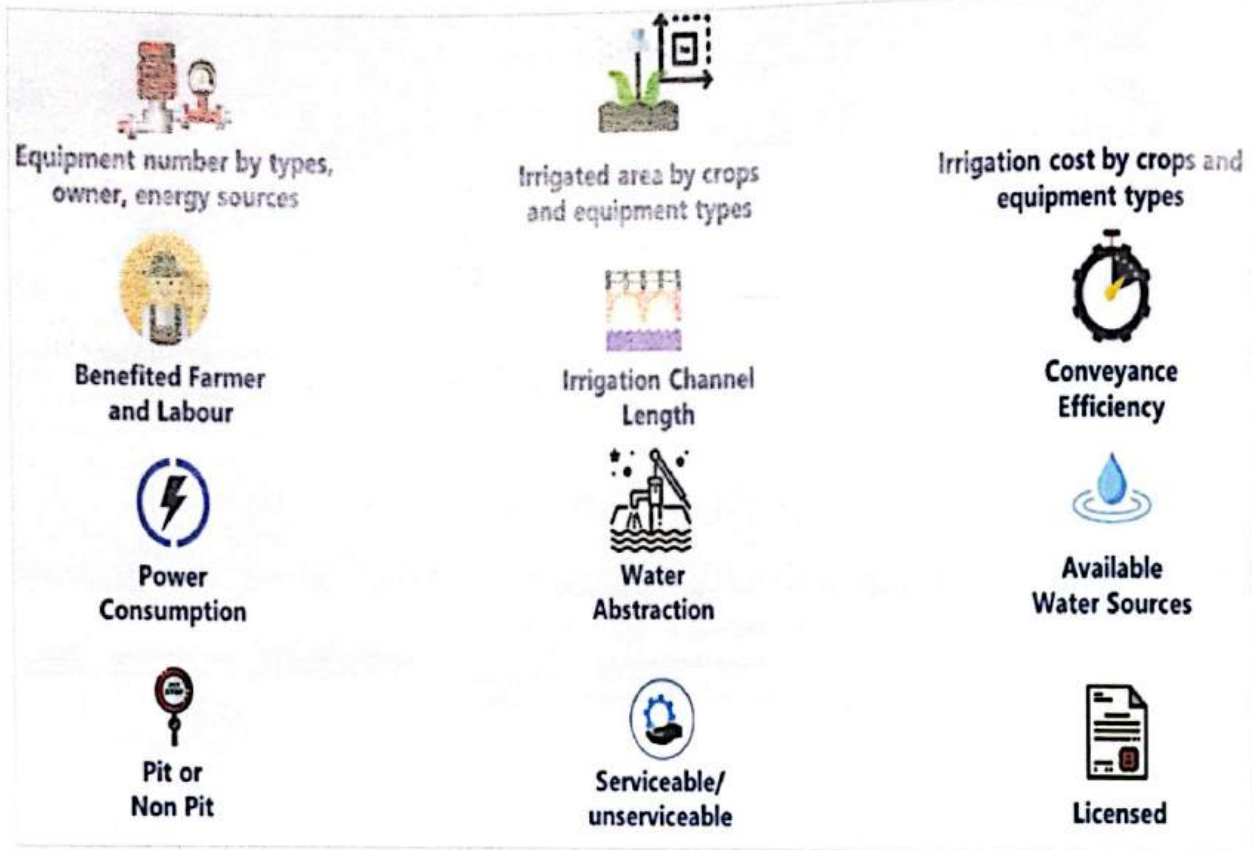 Equipment number by types,
owner, energy sources
Irrigated area by crops
and equipment types
Irrigation cost by crops and
equipment types
Benefited Farmer
and Labour
Irrigation Channel
Length
Conveyance
Efficiency
Power
Consumption
Water
Abstraction
Available
Water Sources
Pit or
Non Pit
Serviceable/
unserviceable
Licensed